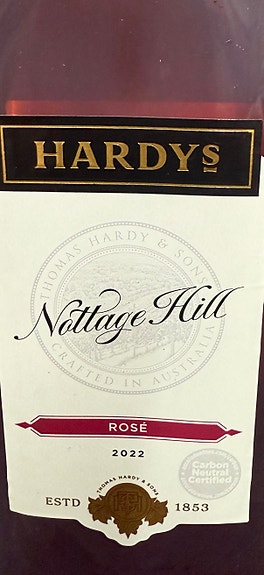 HARDYS
THOMAS HARDY & SONS
Nottage Hill
CRAFTED IN AUSTRALIA
ROSÉ
2022
Carbon
Neutral
Certified
THOMAS HARDY & SONS
ESTD 1853